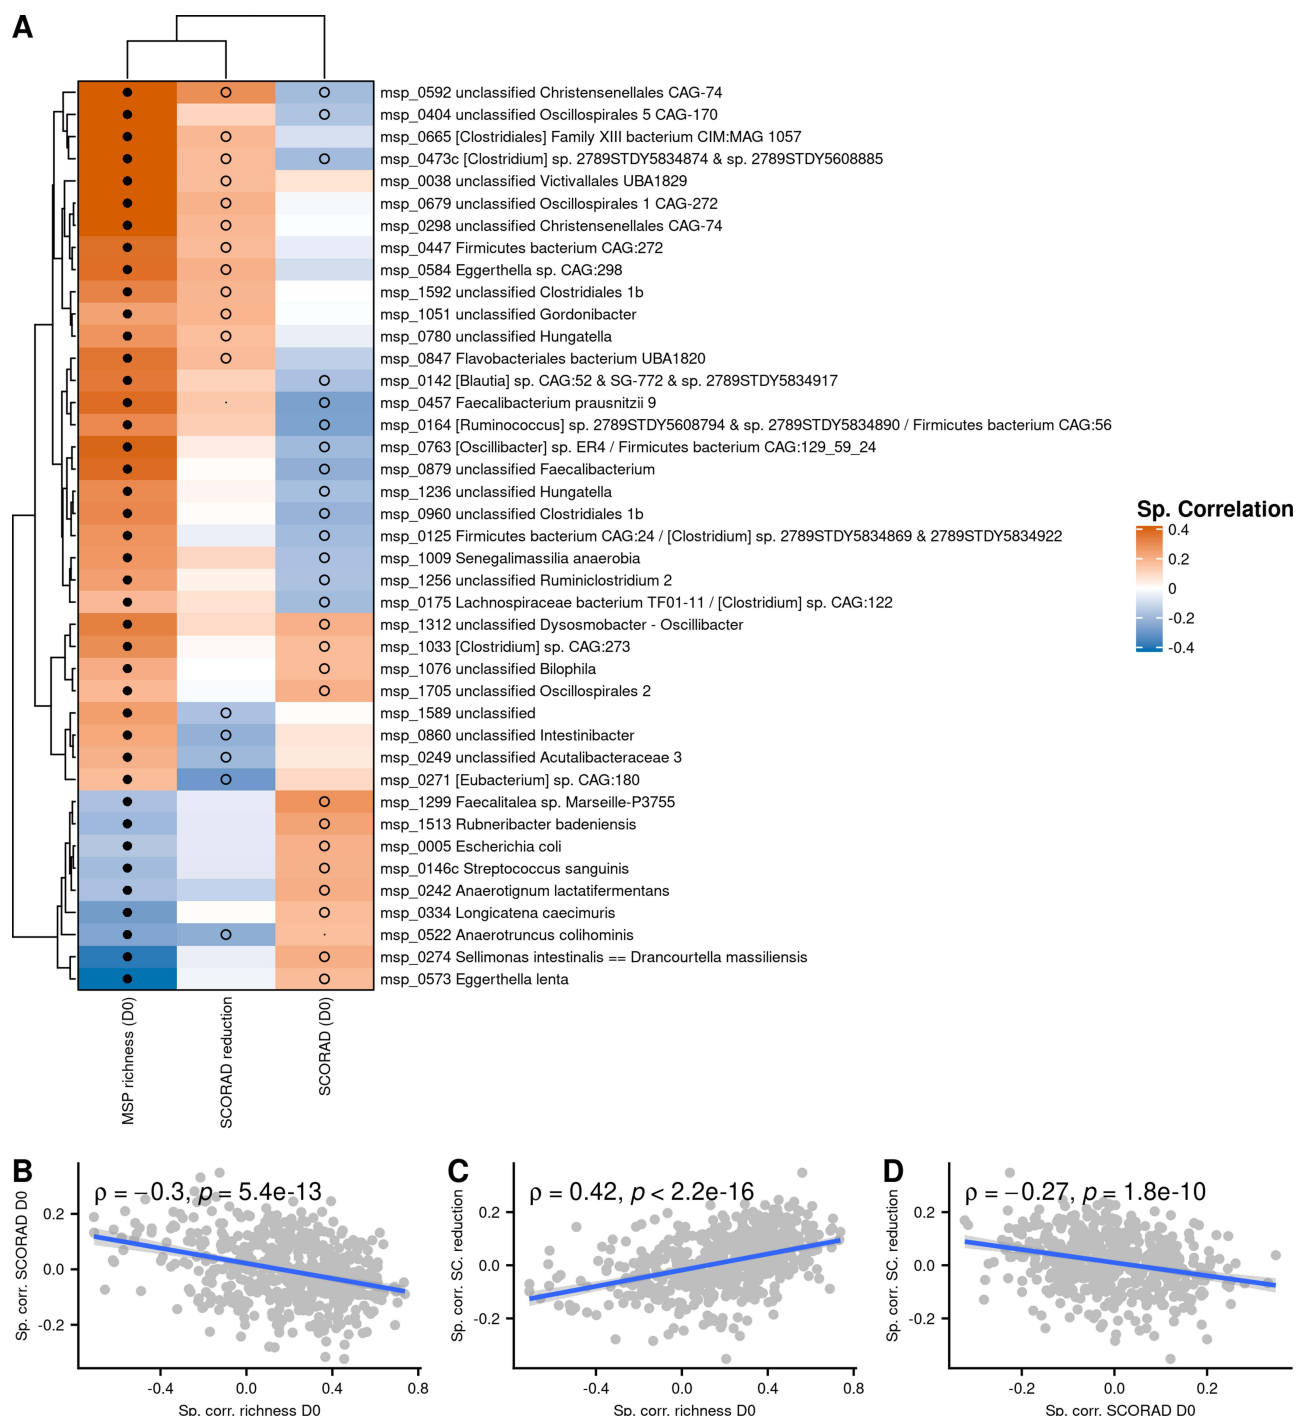 A
msp_0592 unclassified Christensenellales CAG-74
msp_0404 unclassified Oscillospirales 5 CAG-170
msp_0665 [Clostridiales] Family XIII bacterium CIM:MAG 1057
msp_0473c [Clostridium] sp. 2789STDY5834874 & sp. 2789STDY5608885
msp_0038 unclassified Victivallales UBA1829
msp_0679 unclassified Oscillospirales 1 CAG-272
msp_0298 unclassified Christensenellales CAG-74
msp_0447 Firmicutes bacterium CAG:272
msp_0584 Eggerthella sp. CAG:298
msp_1592 unclassified Clostridiales 1b
msp_1051 unclassified Gordonibacter
msp_0780 unclassified Hungatella
msp_0847 Flavobacteriales bacterium UBA1820
msp_0142 [Blautia] sp. CAG:52 & SG-772 & sp. 2789STDY5834917
msp_0457 Faecalibacterium prausnitzii 9
msp_0164 [Ruminococcus] sp. 2789STDY5608794 & sp. 2789STDY5834890 / Firmicutes bacterium CAG:56
msp_0763 [Oscillibacter] sp. ER4 / Firmicutes bacterium CAG:129_59_24
msp_0879 unclassified Faecalibacterium
msp_1236 unclassified Hungatella
msp_0960 unclassified Clostridiales 1b
msp_0125 Firmicutes bacterium CAG:24 / [Clostridium] sp. 2789STDY5834869 & 2789STDY5834922
msp_1009 Senegalimassilia anaerobia
msp_1256 unclassified Ruminiclostridium 2
msp_0175 Lachnospiraceae bacterium TF01-11 / [Clostridium] sp. CAG:122
msp_1312 unclassified Dysosmobacter - Oscillibacter
msp_1033 [Clostridium] sp. CAG:273
msp_1076 unclassified Bilophila
msp_1705 unclassified Oscillospirales 2
msp_1589 unclassified
msp_0860 unclassified Intestinibacter
msp_0249 unclassified Acutalibacteraceae 3
msp_0271 [Eubacterium] sp. CAG:180
msp_1299 Faecalitalea sp. Marseille-P3755
msp_1513 Rubneribacter badeniensis
msp_0005 Escherichia coli
msp_0146c Streptococcus sanguinis
msp_0242 Anaerotignum lactatifermentans
msp_0334 Longicatena caecimuris
msp_0522 Anaerotruncus colihominis
msp_0274 Sellimonas intestinalis == Drancourtella massiliensis
msp_0573 Eggerthella lenta
MSP richness (D0)
SCORAD reduction
SCORAD (D0)
Sp. Correlation
0.4
0.2
0
-0.2
-0.4
B
ρ = −0.3, p = 5.4e-13
Sp. corr. SCORAD D0
0.2
0.0
-0.2
-0.4
0.0
0.4
0.8
Sp. corr. richness D0
C
ρ = 0.42, p < 2.2e-16
Sp. corr. SC. reduction
0.2
0.0
-0.2
-0.4
0.0
0.4
0.8
Sp. corr. richness D0
D
ρ = −0.27, p = 1.8e-10
Sp. corr. SC. reduction
0.2
0.0
-0.2
-0.2
0.0
0.2
Sp. corr. SCORAD D0